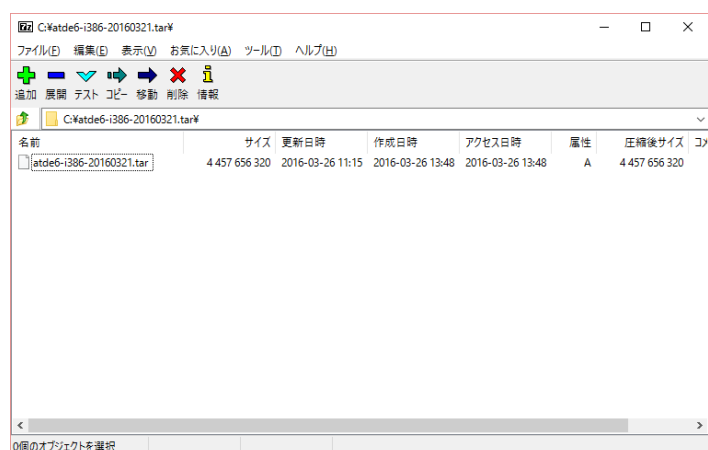 7z C:¥atde6-i386-20160321.tar¥
ファイル(F) 編集(E) 表示(V) お気に入り(A) ツール(T) ヘルプ(H)
追加 展開 テスト コピー 移動 削除 情報
C:¥atde6-i386-20160321.tar¥
名前 サイズ 更新日時 作成日時 アクセス日時 属性 圧縮後サイズ コメ
atde6-i386-20160321.tar 4 457 656 320 2016-03-26 11:15 2016-03-26 13:48 2016-03-26 13:48 A 4 457 656 320
0個のオブジェクトを選択